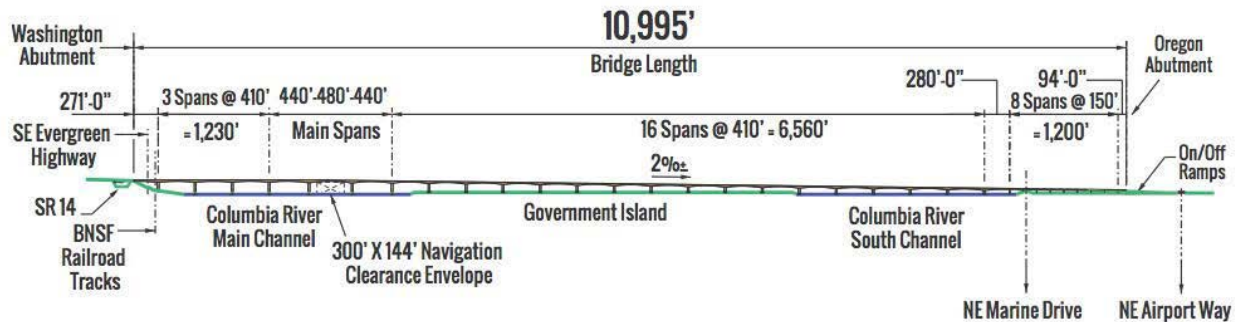 10,995'
Bridge Length
Washington
Abutment
Oregon
Abutment
271'-0"
3 Spans @ 410'
= 1,230'
440'-480'-440'
Main Spans
16 Spans @ 410' = 6,560'
280'-0"
94'-0"
8 Spans @ 150'
= 1,200'
SE Evergreen
Highway
2%±
On/Off
Ramps
SR 14
BNSF
Railroad
Tracks
Columbia River
Main Channel
300' X 144' Navigation
Clearance Envelope
Government Island
Columbia River
South Channel
NE Marine Drive
NE Airport Way